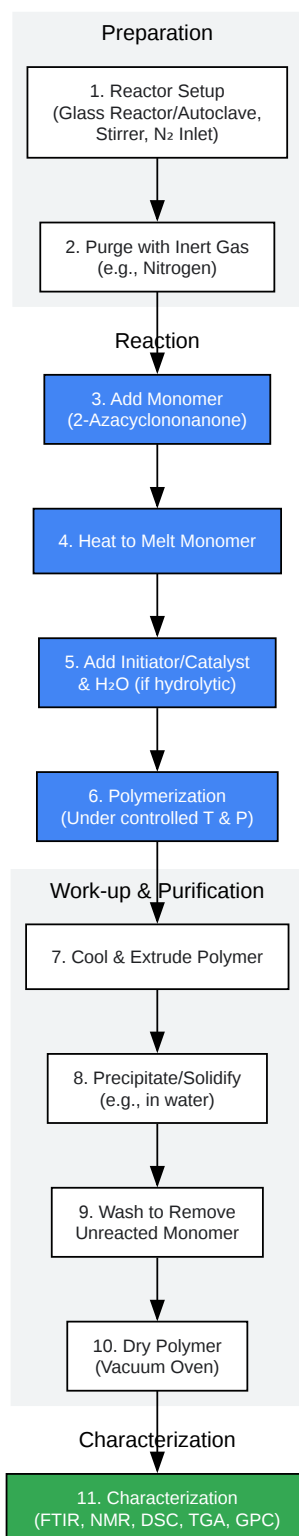 Preparation
1. Reactor Setup
(Glass Reactor/Autoclave,
Stirrer, N₂ Inlet)
2. Purge with Inert Gas
(e.g., Nitrogen)
Reaction
3. Add Monomer
(2-Azacyclononanone)
4. Heat to Melt Monomer
5. Add Initiator/Catalyst
& H₂O (if hydrolytic)
6. Polymerization
(Under controlled T & P)
Work-up & Purification
7. Cool & Extrude Polymer
8. Precipitate/Solidify
(e.g., in water)
9. Wash to Remove
Unreacted Monomer
10. Dry Polymer
(Vacuum Oven)
Characterization
11. Characterization
(FTIR, NMR, DSC, TGA, GPC)